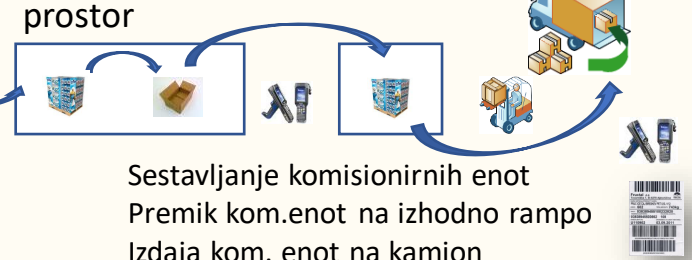 prostor
Sestavljanje komisionirnih enot
Premik kom.enot na izhodno rampo
Izdaja kom. enot na kamion